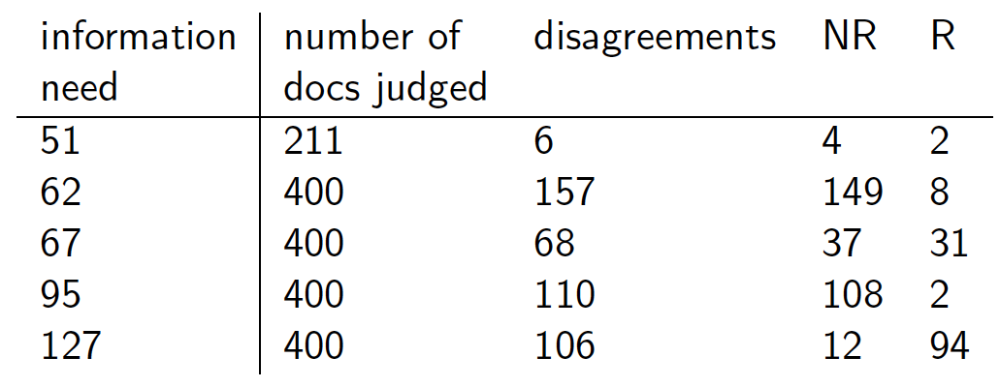 information number of disagreements NR R
need docs judged
51 211 6 4 2
62 400 157 149 8
67 400 68 37 31
95 400 110 108 2
127 400 106 12 94